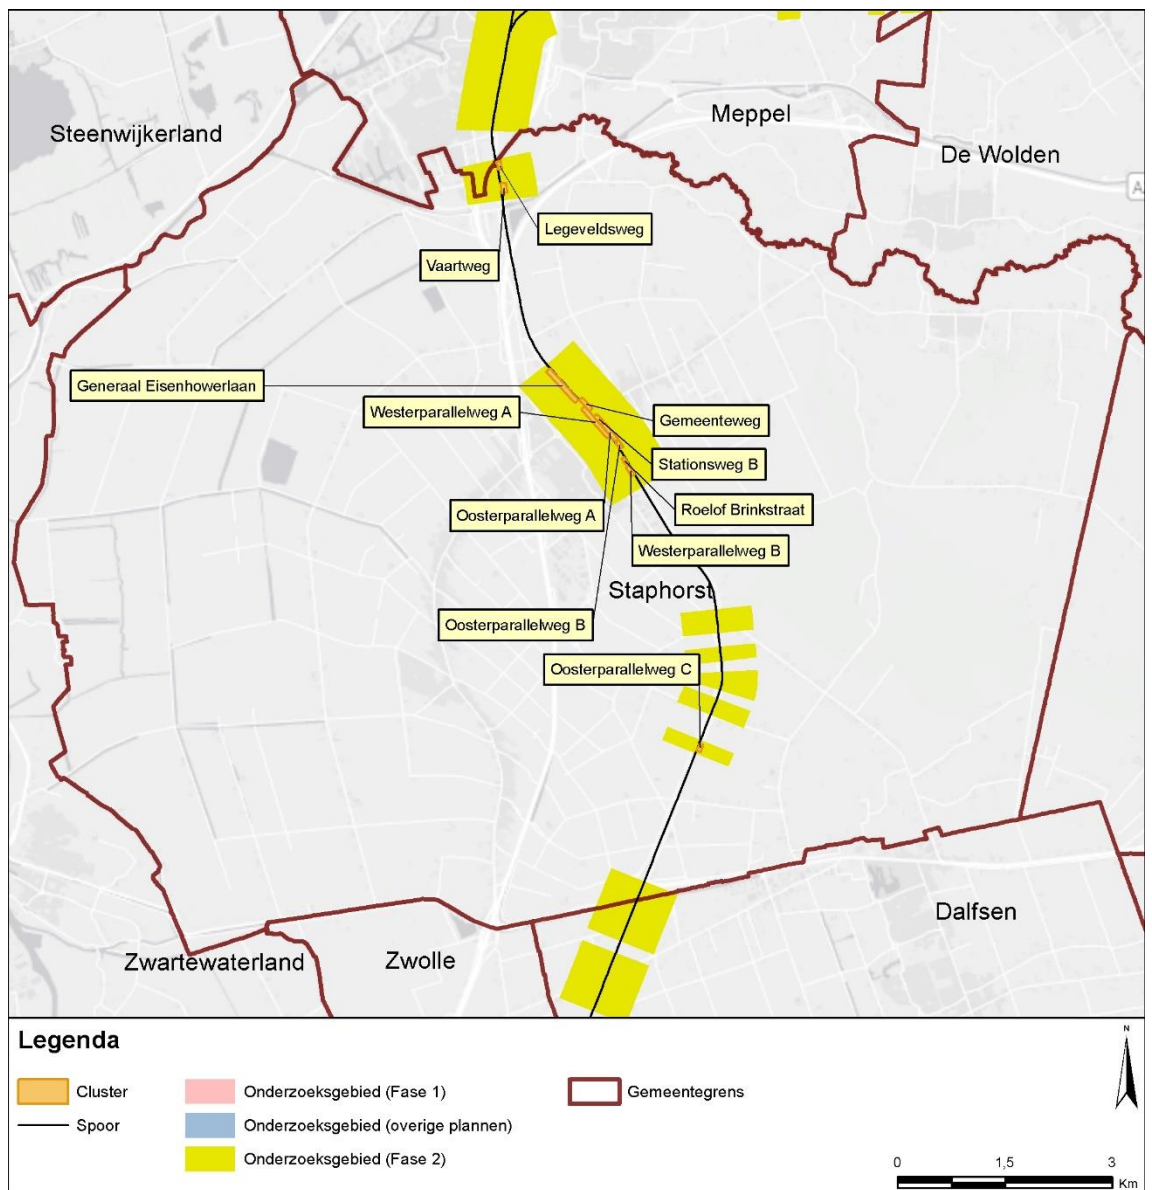 Meppel
Steenwijkerland
De Wolden
A
Legeveldsweg
Vaartweg
Generaal Eisenhowerlaan
Westerparallelweg A
Gemeenteweg
Stationsweg B
Roelof Brinkstraat
Oosterparallelweg A
Westerparallelweg B
Staphorst
Oosterparallelweg B
Oosterparallelweg C
Dalfsen
Zwartewaterland
Zwolle
Legenda
N
Cluster
Onderzoeksgebied (Fase 1)
Gemeentegrens
Spoor
Onderzoeksgebied (overige plannen)
Onderzoeksgebied (Fase 2)
0 1,5 3
Km